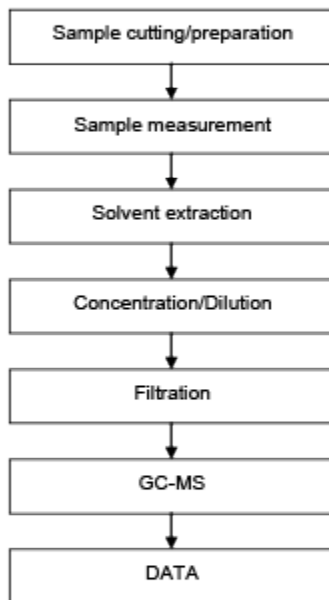 Sample cutting/preparation
Sample measurement
Solvent extraction
Concentration/Dilution
Filtration
GC-MS
DATA